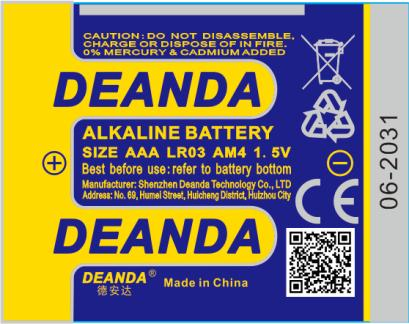 CAUTION: DO NOT DISASSEMBLE,
CHARGE OR DISPOSE OF IN FIRE.
0% MERCURY & CADMIUM ADDED
DEANDA
ALKALINE BATTERY
SIZE AAA LR03 AM4 1.5V
Best before use: refer to battery bottom
Manufacturer: Shenzhen Deanda Technology Co., LTD
Address: No. 69, Humei Street, Huicheng District, Huizhou City
CE
DEANDA
DEANDA®
德安达
Made in China
06-2031